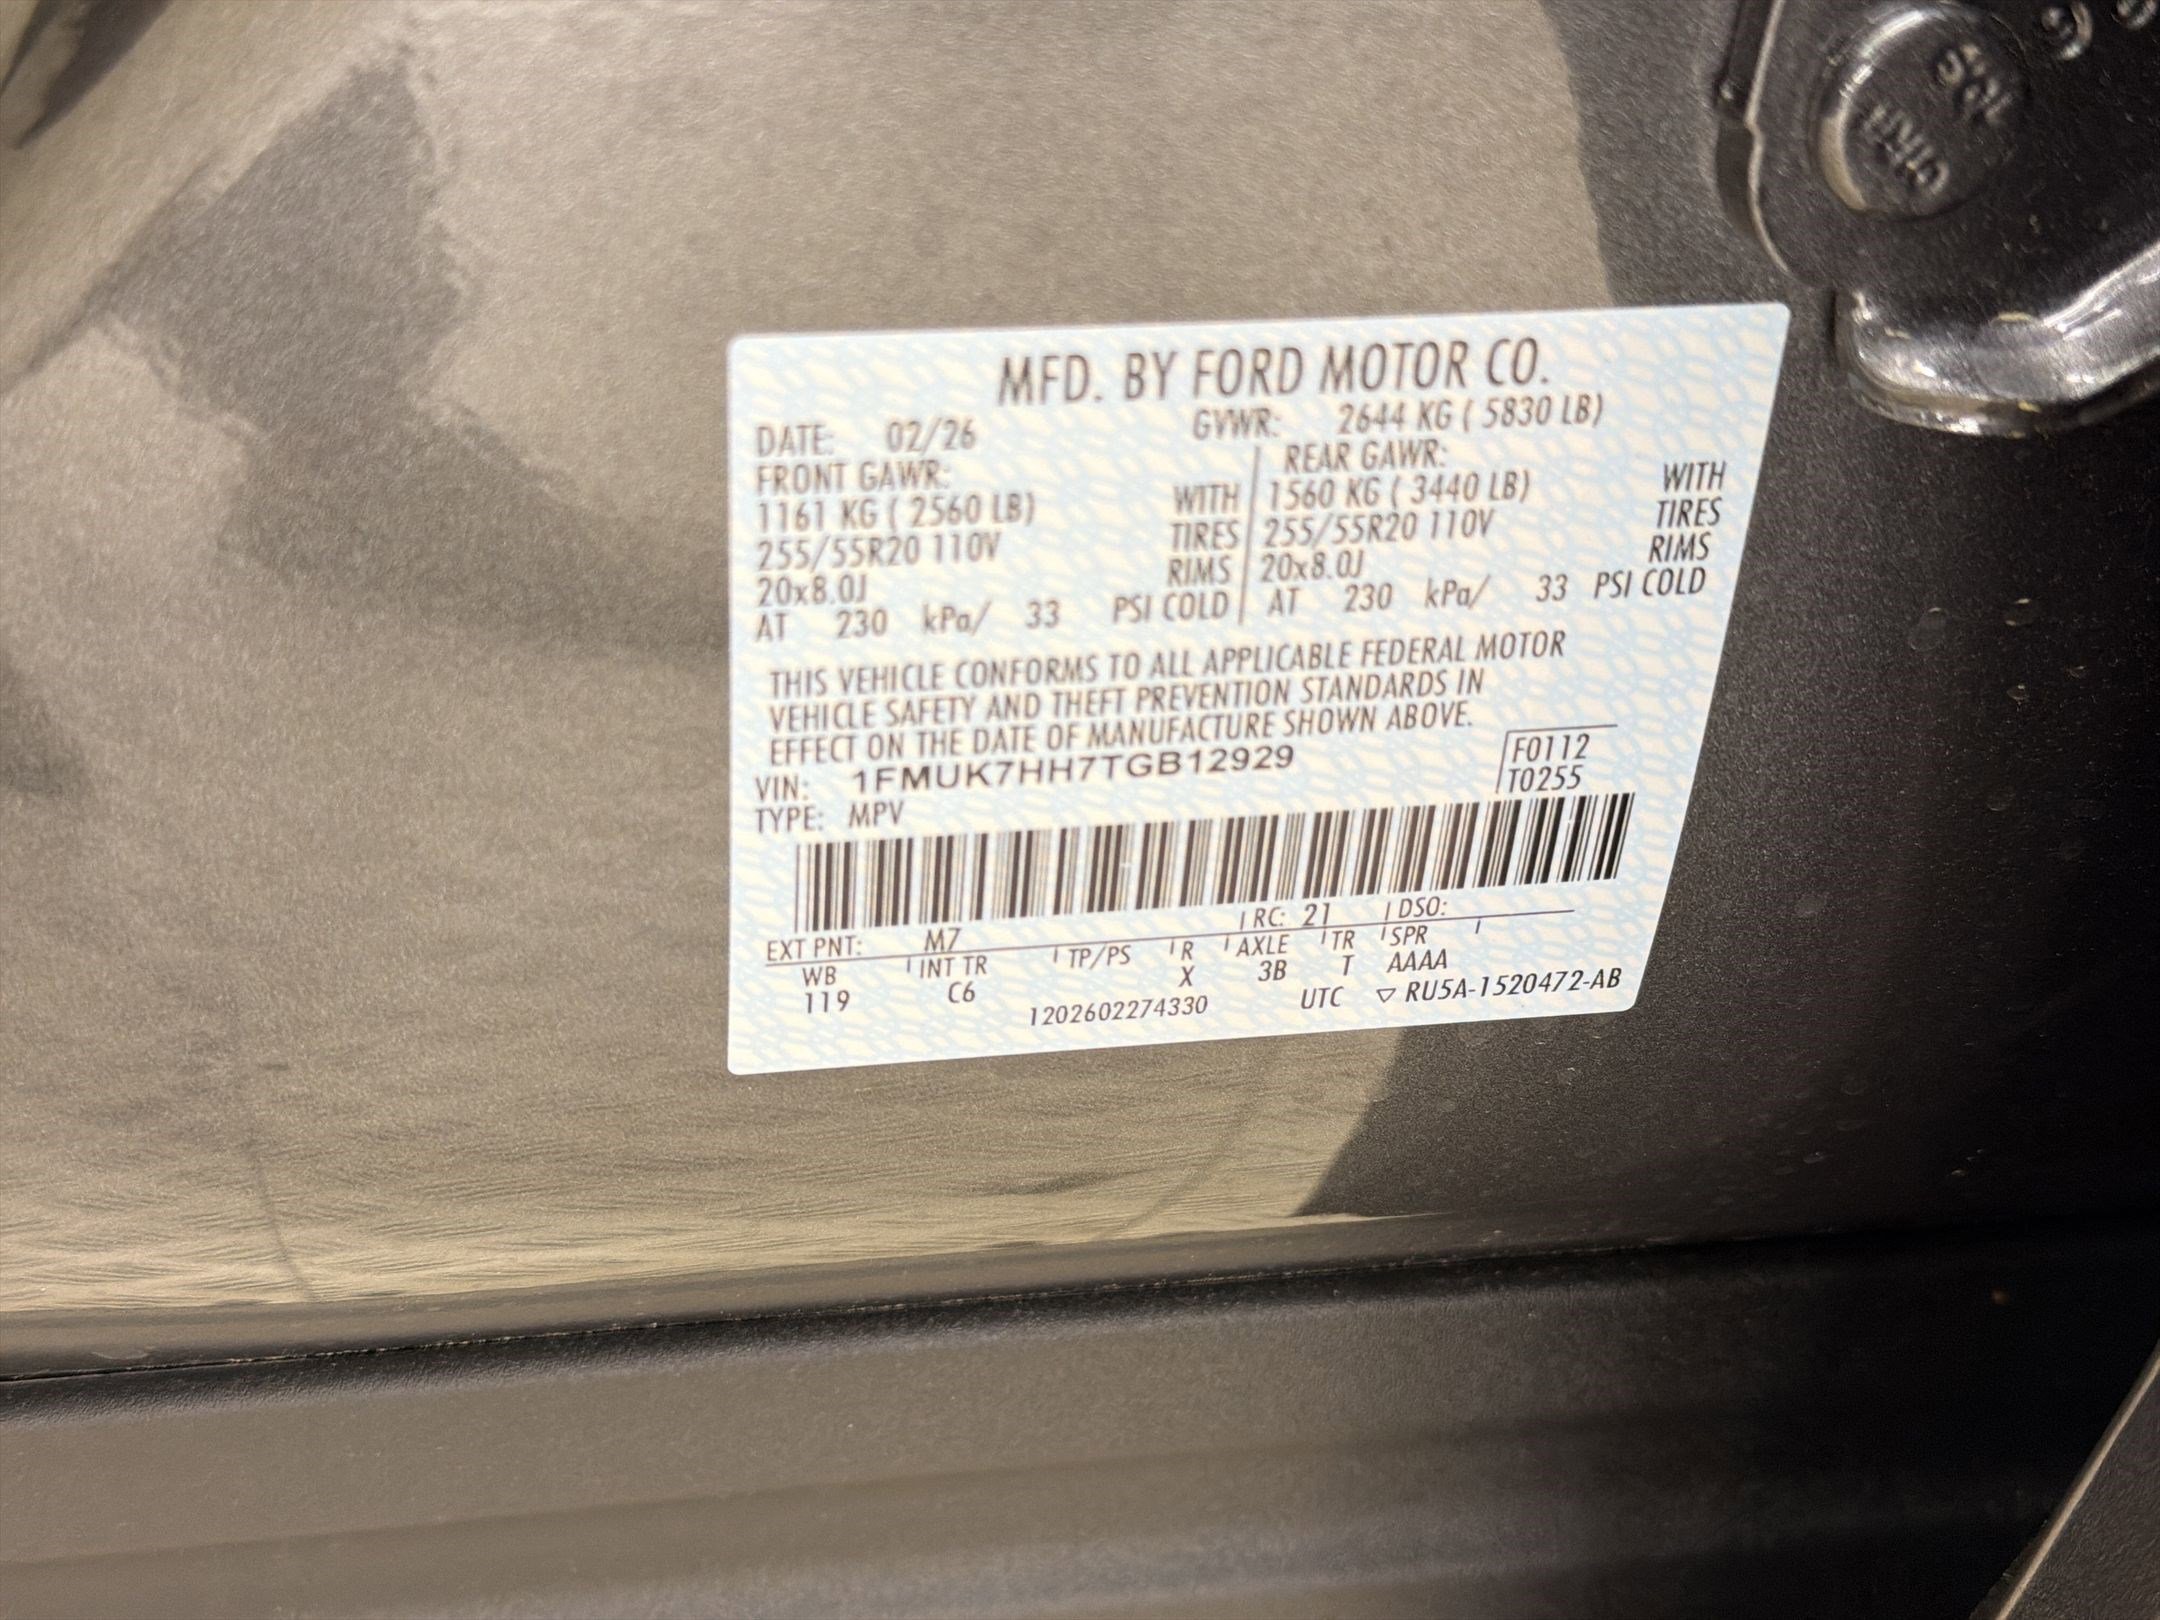 MFD. BY FORD MOTOR CO.
DATE: 02/26 GVWR: 2644 KG ( 5830 LB)
FRONT GAWR: REAR GAWR:
1161 KG ( 2560 LB) WITH 1560 KG ( 3440 LB) WITH
255/55R20 110V TIRES 255/55R20 110V TIRES
20x8.0J RIMS 20x8.0J RIMS
AT 230 kPa/ 33 PSI COLD AT 230 kPa/ 33 PSI COLD
THIS VEHICLE CONFORMS TO ALL APPLICABLE FEDERAL MOTOR
VEHICLE SAFETY AND THEFT PREVENTION STANDARDS IN
EFFECT ON THE DATE OF MANUFACTURE SHOWN ABOVE.
VIN: 1FMUK7HH7TGB12929 F0112
TYPE: MPV T0255
EXT PNT: M7 RC: 21 DSO:
WB INT TR TP/PS R AXLE TR SPR
119 C6 X 3B T AAAA
1202602274330 UTC ▽ RU5A-1520472-AB